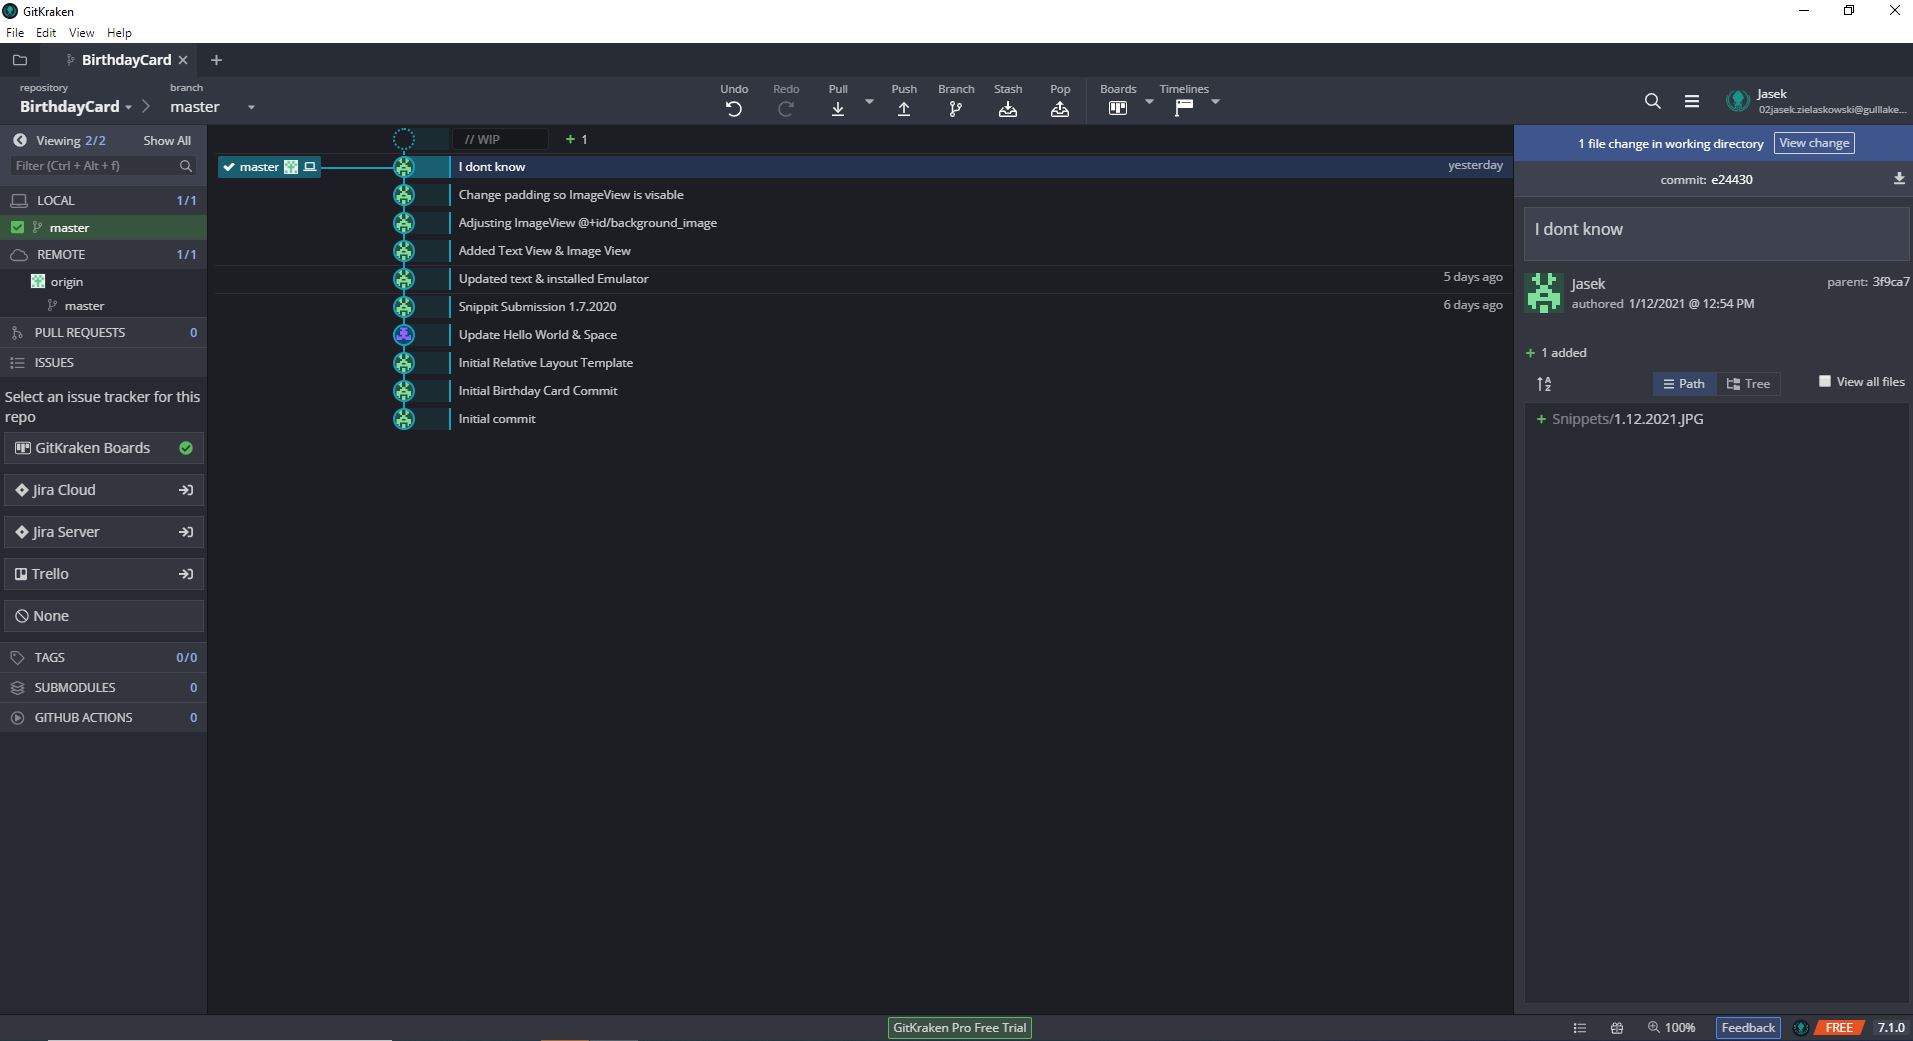 GitKraken
File Edit View Help
BirthdayCard
repository
BirthdayCard
branch
master
Undo Redo Pull Push Branch Stash Pop Boards Timelines
Jasek
02jasek.zielaskowski@gulllake...
Viewing 2/2 Show All
Filter (Ctrl + Alt + f)
LOCAL 1/1
master
REMOTE 1/1
origin
master
PULL REQUESTS 0
ISSUES
Select an issue tracker for this
repo
GitKraken Boards
Jira Cloud
Jira Server
Trello
None
TAGS 0/0
SUBMODULES 0
GITHUB ACTIONS 0
// WIP + 1
master I dont know yesterday
Change padding so ImageView is visable
Adjusting ImageView @+id/background_image
Added Text View & Image View
Updated text & installed Emulator 5 days ago
Snippit Submission 1.7.2020 6 days ago
Update Hello World & Space
Initial Relative Layout Template
Initial Birthday Card Commit
Initial commit
1 file change in working directory View change
commit: e24430
I dont know
Jasek parent: 3f9ca7
authored 1/12/2021 @ 12:54 PM
+ 1 added
Path Tree View all files
+ Snippets/1.12.2021.JPG
GitKraken Pro Free Trial
100% Feedback FREE 7.1.0